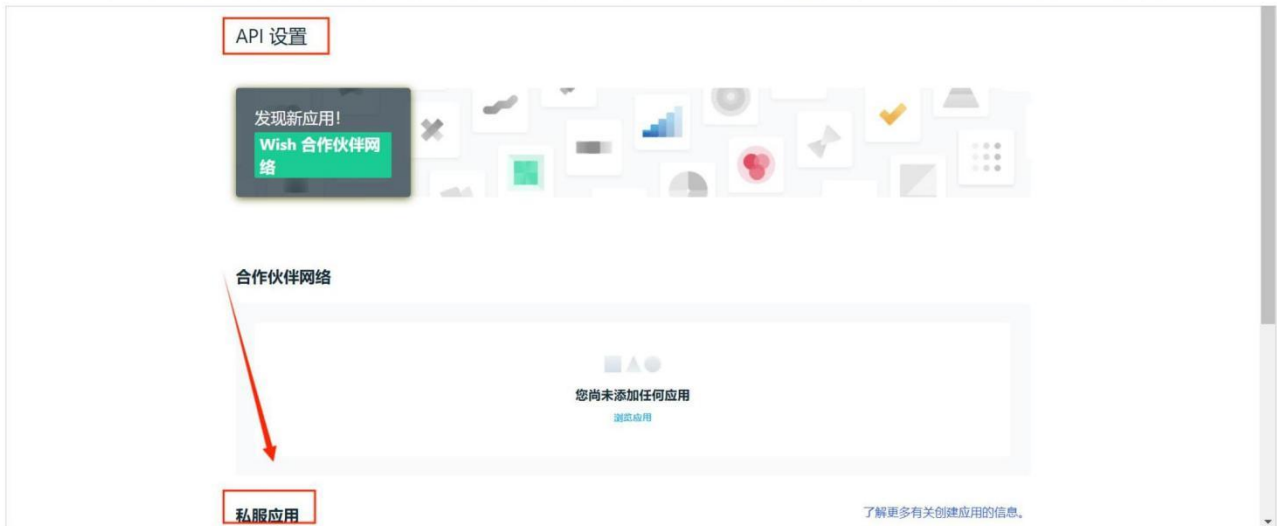 API 设置
发现新应用!
Wish 合作伙伴网
络
合作伙伴网络
您尚未添加任何应用
浏览应用
私服应用
了解更多有关创建应用的信息。